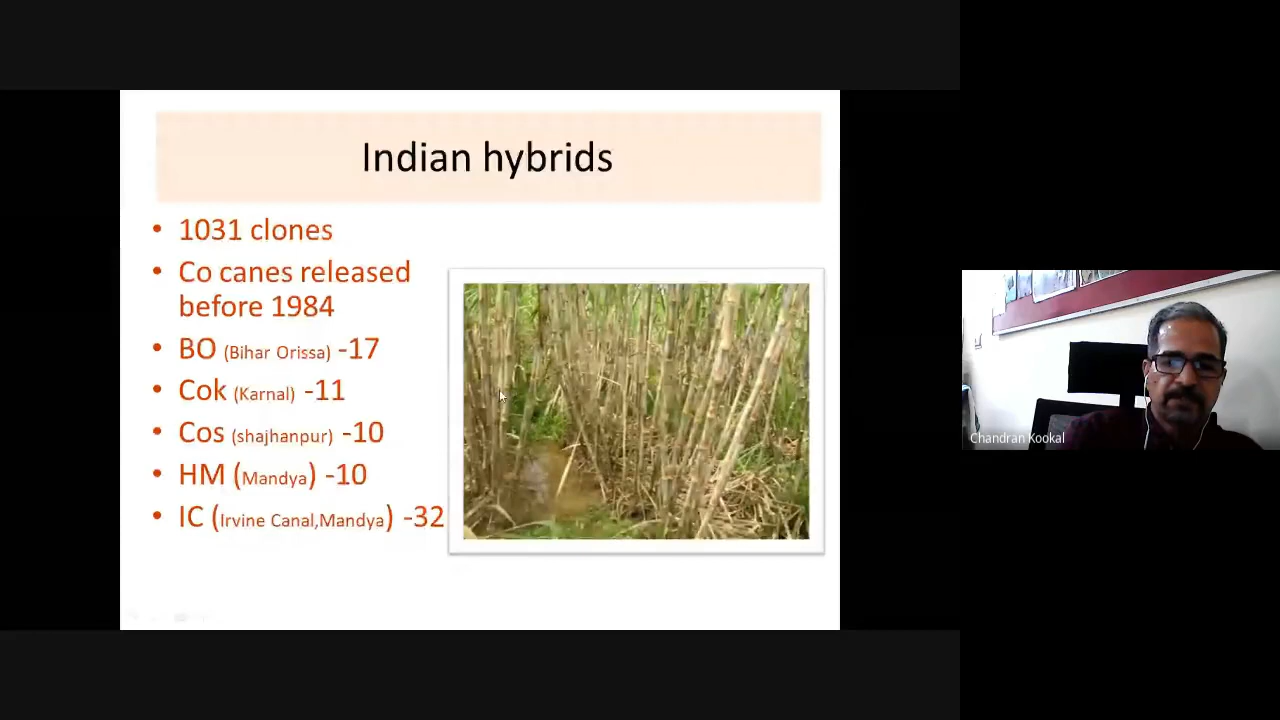 Indian hybrids
• 1031 clones
• Co canes released
before 1984
• BO (Bihar Orissa) -17
• Cok (Karnal) -11
• Cos (shajhanpur) -10
• HM (Mandya) -10
• IC (Irvine Canal,Mandya) -32
Chandran Kookal